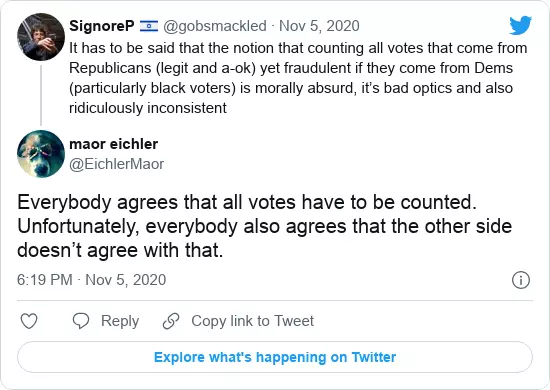 SignoreP 🇮🇱 @gobsmackled · Nov 5, 2020
It has to be said that the notion that counting all votes that come from
Republicans (legit and a-ok) yet fraudulent if they come from Dems
(particularly black voters) is morally absurd, it’s bad optics and also
ridiculously inconsistent
maor eichler
@EichlerMaor
Everybody agrees that all votes have to be counted.
Unfortunately, everybody also agrees that the other side
doesn’t agree with that.
6:19 PM · Nov 5, 2020
Reply Copy link to Tweet
Explore what's happening on Twitter